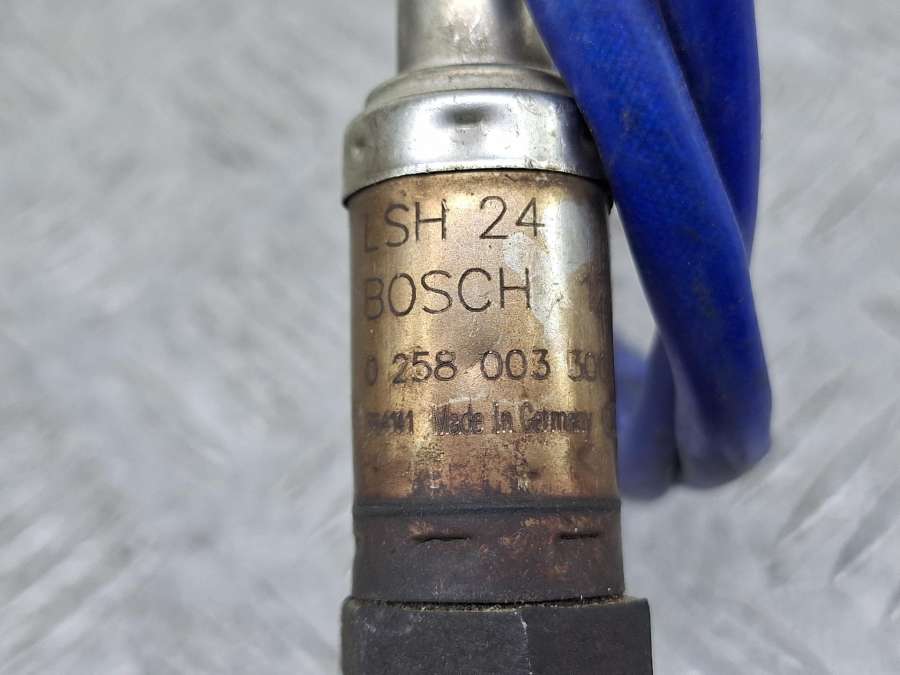 LSH 24
BOSCH
0 258 003
Made In Germany